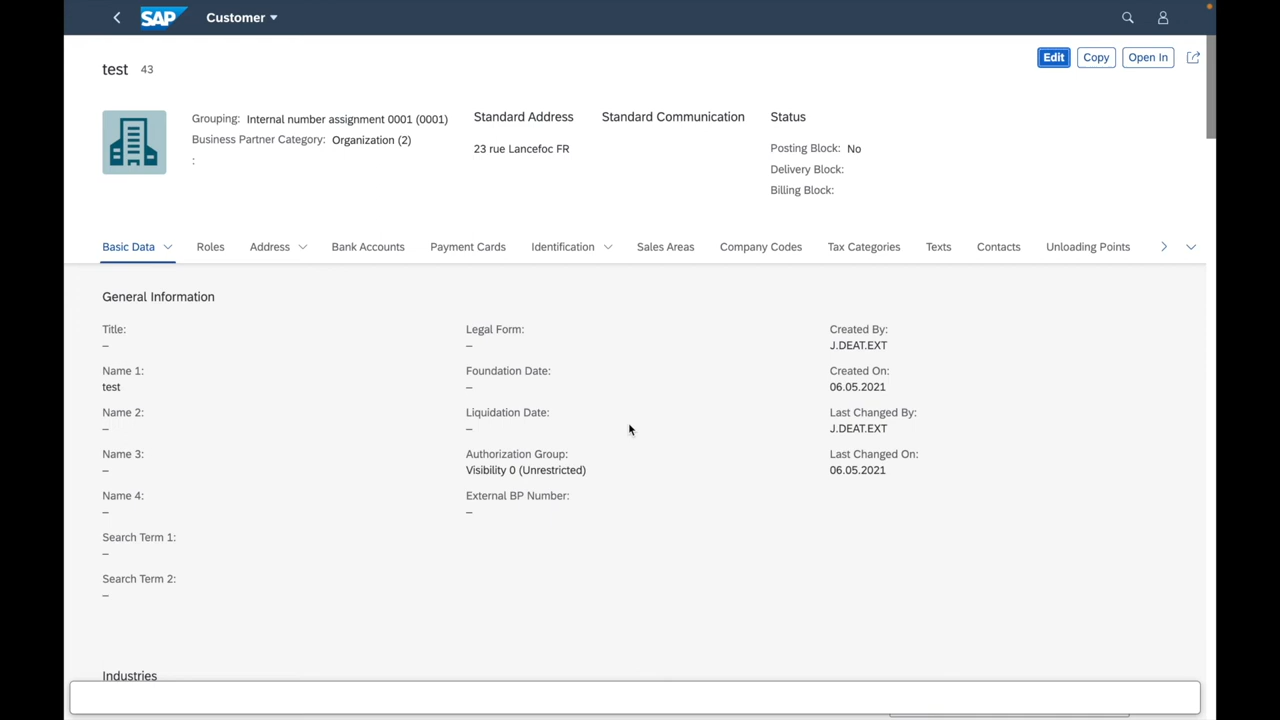 SAP Customer
test 43
Edit Copy Open In
Grouping: Internal number assignment 0001 (0001)
Business Partner Category: Organization (2)
:
Standard Address
23 rue Lancefoc FR
Standard Communication
Status
Posting Block: No
Delivery Block:
Billing Block:
Basic Data Roles Address Bank Accounts Payment Cards Identification Sales Areas Company Codes Tax Categories Texts Contacts Unloading Points
General Information
Title:
–
Name 1:
test
Name 2:
–
Name 3:
–
Name 4:
–
Search Term 1:
–
Search Term 2:
–
Legal Form:
–
Foundation Date:
–
Liquidation Date:
–
Authorization Group:
Visibility 0 (Unrestricted)
External BP Number:
–
Created By:
J.DEAT.EXT
Created On:
06.05.2021
Last Changed By:
J.DEAT.EXT
Last Changed On:
06.05.2021
Industries